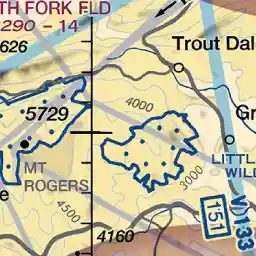 TH FORK FLD
290 - 14
626
Trout Dal
4000
5729
Gr
MT
ROGERS
LITTL
WILD
3000
e
4500
151
V133
4160